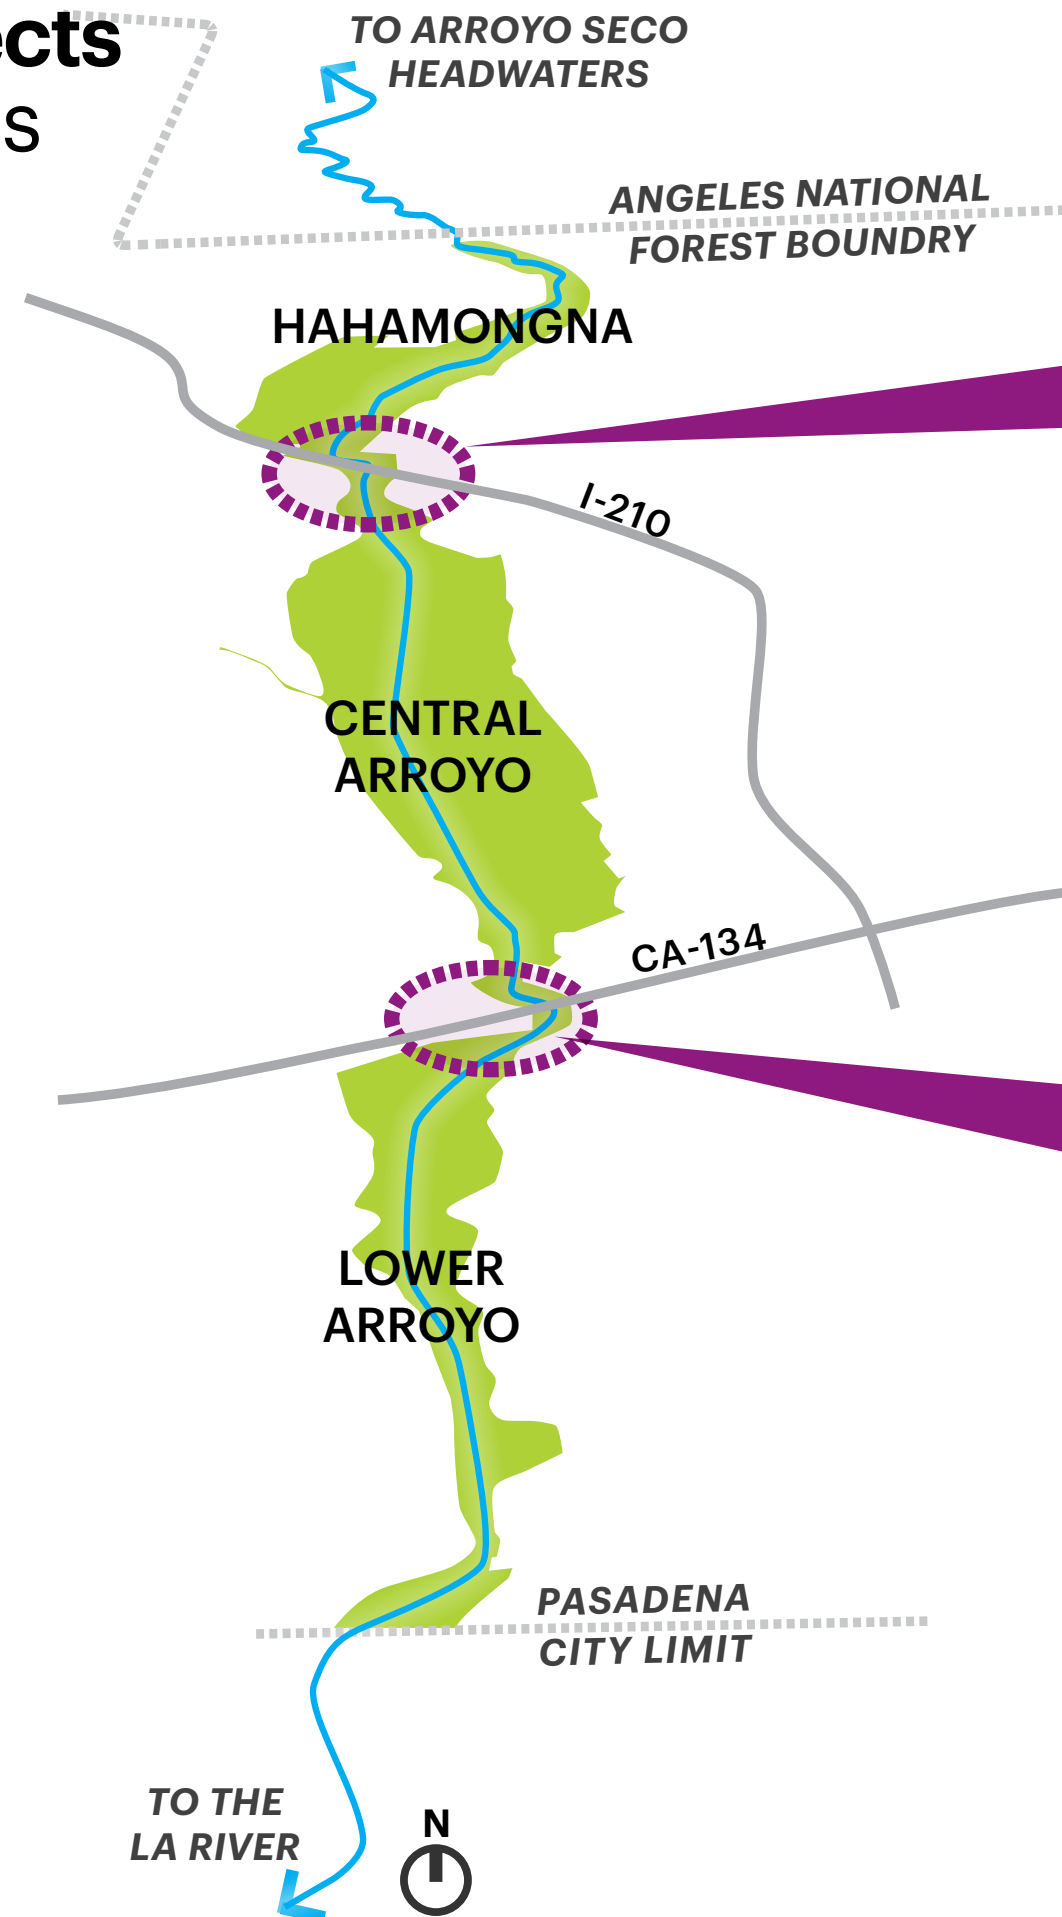 ects
s
TO ARROYO SECO
HEADWATERS
ANGELES NATIONAL
FOREST BOUNDRY
HAHAMONGNA
I-210
CENTRAL
ARROYO
CA-134
LOWER
ARROYO
PASADENA
CITY LIMIT
TO THE
LA RIVER
N